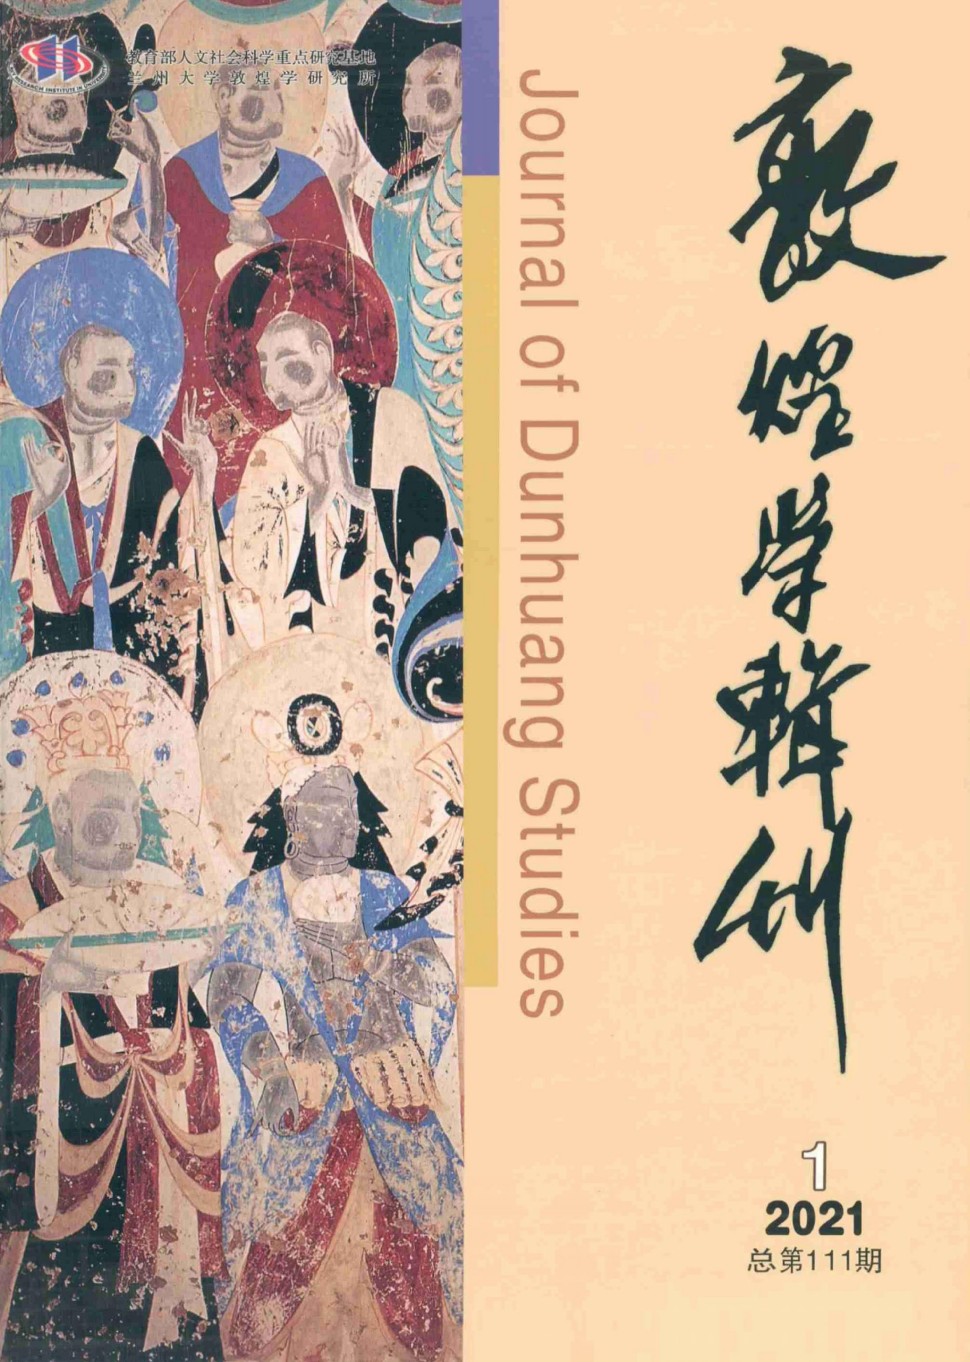 教育部人文社会科学重点研究基地
兰州大学敦煌学研究所
敦煌学辑刊
Journal of Dunhuang Studies
1
2021
总第111期